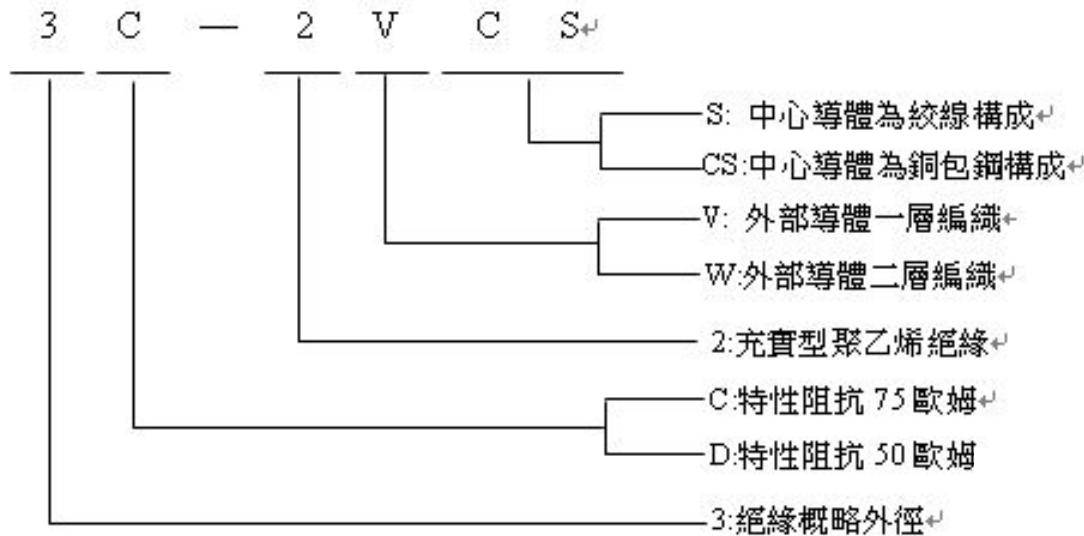 3 C — 2 V C S
S: 中心導體為絞線構成
CS:中心導體為銅包鋼構成
V: 外部導體一層編織
W:外部導體二層編織
2:充實型聚乙烯絕緣
C:特性阻抗 75 歐姆
D:特性阻抗 50 歐姆
3:絕緣概略外徑